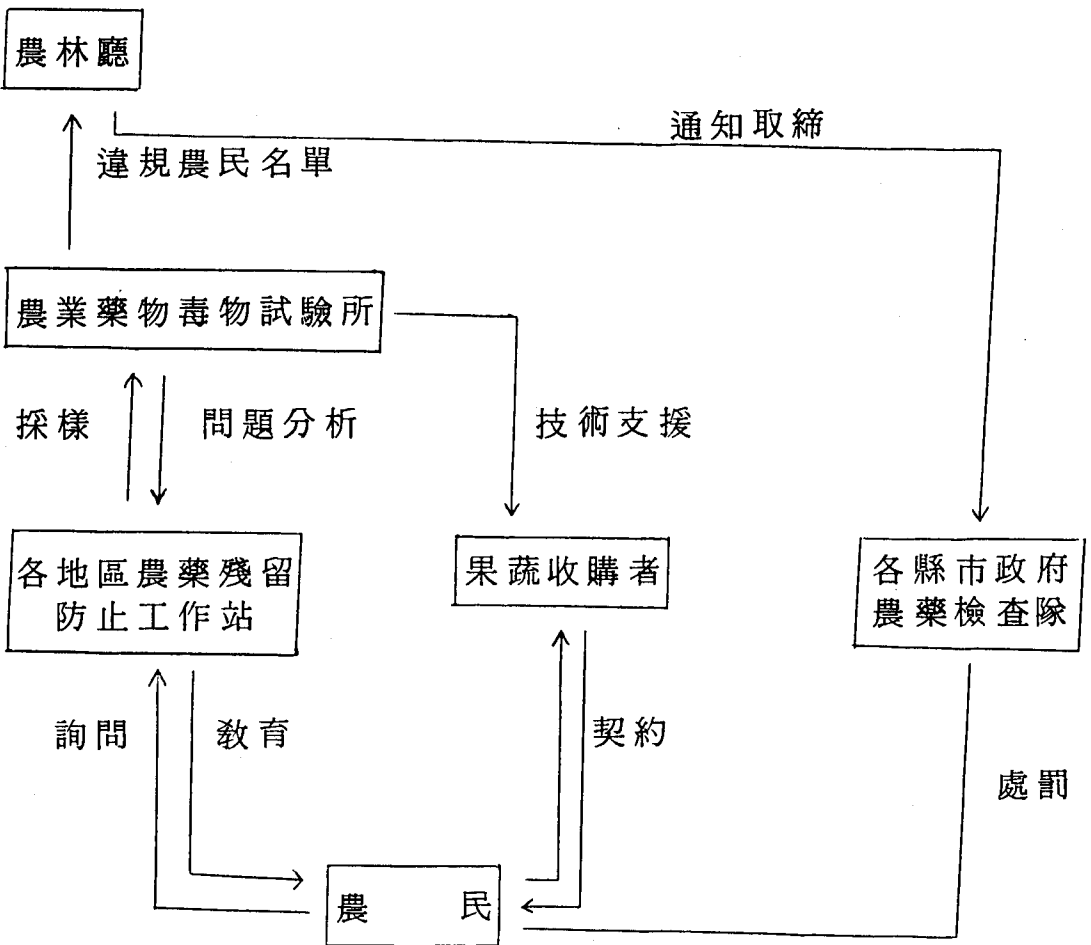 農林廳
通知取締
違規農民名單
農業藥物毒物試驗所
採樣
問題分析
技術支援
各地區農藥殘留
防止工作站
果蔬收購者
各縣市政府
農藥檢查隊
詢問
教育
契約
處罰
農民